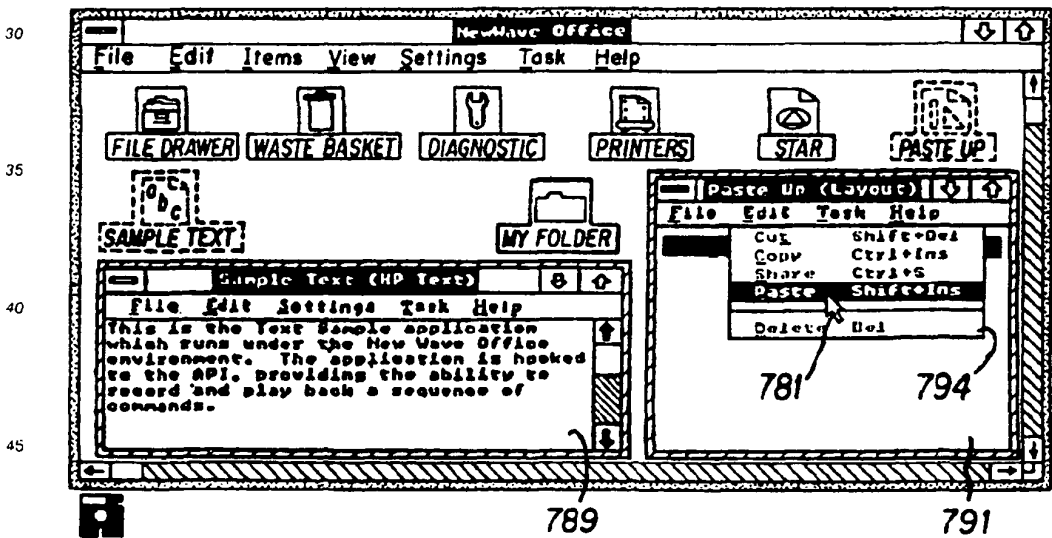 30
NewWave Office
File Edit Items View Settings Task Help
FILE DRAWER WASTE BASKET DIAGNOSTIC PRINTERS STAR PASTE UP
35
Paste Up (Layout)
File Edit Task Help
abc
SAMPLE TEXT
MY FOLDER
Cut Shift+Del
Copy Ctrl+Ins
Share Ctrl+S
Paste Shift+Ins
Delete Del
Sample Text (HP Text)
File Edit Settings Task Help
40
This is the Text Sample application
which runs under the New Wave Office
environment. The application is hooked
to the API, providing the ability to
record and play back a sequence of
commands.
781
794
45
789
791